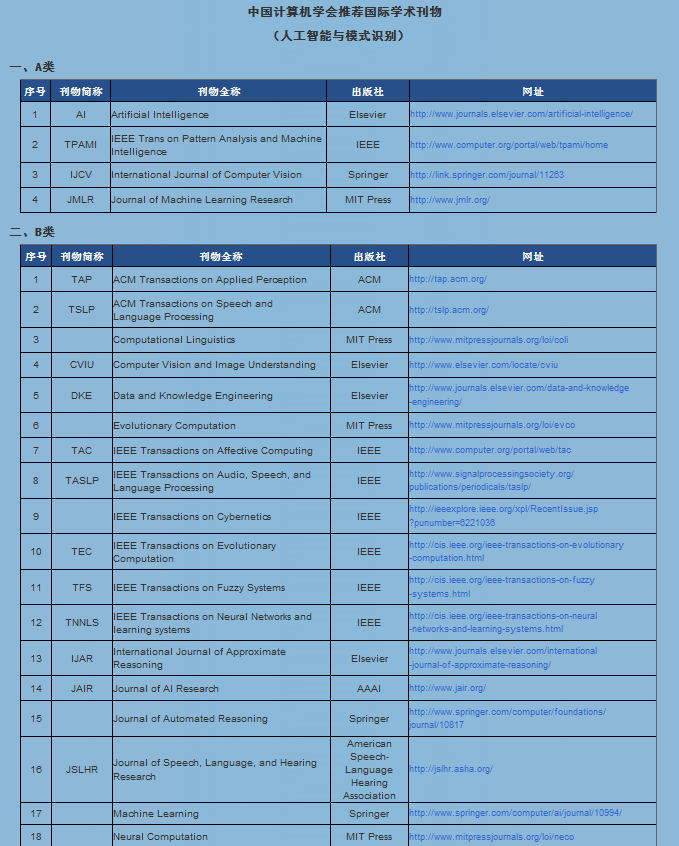 中国计算机学会推荐国际学术刊物
（人工智能与模式识别）
一、A类
序号 刊物简称 刊物全称 出版社 网址
1 AI Artificial Intelligence Elsevier http://www.journals.elsevier.com/artificial-intelligence/
2 TPAMI IEEE Trans on Pattern Analysis and Machine
Intelligence IEEE http://www.computer.org/portal/web/tpami/home
3 IJCV International Journal of Computer Vision Springer http://link.springer.com/journal/11263
4 JMLR Journal of Machine Learning Research MIT Press http://www.jmlr.org/
二、B类
序号 刊物简称 刊物全称 出版社 网址
1 TAP ACM Transactions on Applied Perception ACM http://tap.acm.org/
2 TSLP ACM Transactions on Speech and
Language Processing ACM http://tslp.acm.org/
3 Computational Linguistics MIT Press http://www.mitpressjournals.org/loi/coli
4 CVIU Computer Vision and Image Understanding Elsevier http://www.elsevier.com/locate/cviu
5 DKE Data and Knowledge Engineering Elsevier http://www.journals.elsevier.com/data-and-knowledge
-engineering/
6 Evolutionary Computation MIT Press http://www.mitpressjournals.org/loi/evco
7 TAC IEEE Transactions on Affective Computing IEEE http://www.computer.org/portal/web/tac
8 TASLP IEEE Transactions on Audio, Speech, and
Language Processing IEEE http://www.signalprocessingsociety.org/
publications/periodicals/taslp/
9 IEEE Transactions on Cybernetics IEEE http://ieeexplore.ieee.org/xpl/RecentIssue.jsp
?punumber=6221036
10 TEC IEEE Transactions on Evolutionary
Computation IEEE http://cis.ieee.org/ieee-transactions-on-evolutionary
-computation.html
11 TFS IEEE Transactions on Fuzzy Systems IEEE http://cis.ieee.org/ieee-transactions-on-fuzzy
-systems.html
12 TNNLS IEEE Transactions on Neural Networks and
learning systems IEEE http://cis.ieee.org/ieee-transactions-on-neural
-networks-and-learning-systems.html
13 IJAR International Journal of Approximate
Reasoning Elsevier http://www.journals.elsevier.com/international
-journal-of-approximate-reasoning/
14 JAIR Journal of AI Research AAAI http://www.jair.org/
15 Journal of Automated Reasoning Springer http://www.springer.com/computer/foundations/
journal/10817
16 JSLHR Journal of Speech, Language, and Hearing
Research American
Speech-
Language
Hearing
Association http://jslhr.asha.org/
17 Machine Learning Springer http://www.springer.com/computer/ai/journal/10994/
18 Neural Computation MIT Press http://www.mitpressjournals.org/loi/neco